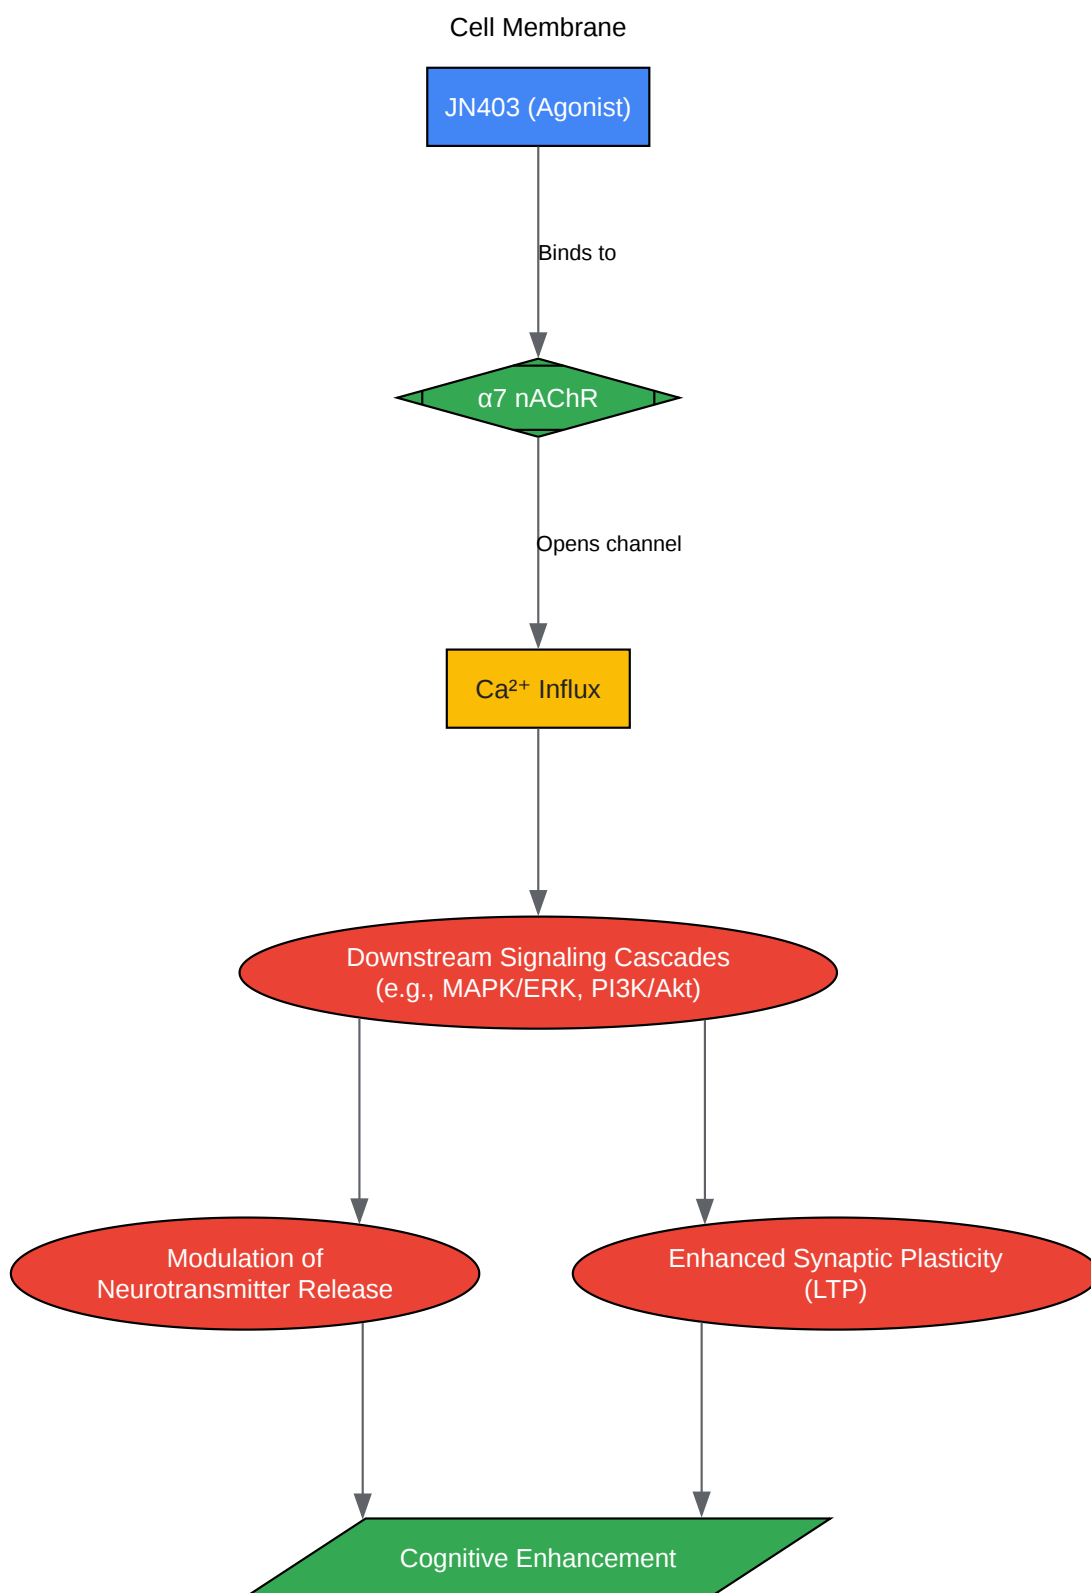 Cell Membrane
JN403 (Agonist)
Binds to
α7 nAChR
Opens channel
Ca²⁺ Influx
Downstream Signaling Cascades
(e.g., MAPK/ERK, PI3K/Akt)
Modulation of
Neurotransmitter Release
Enhanced Synaptic Plasticity
(LTP)
Cognitive Enhancement